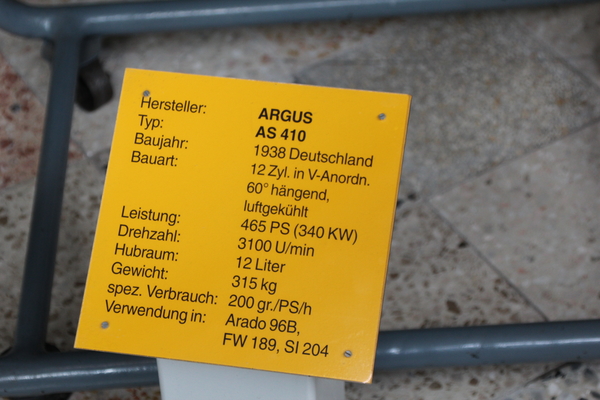 Hersteller: ARGUS
Typ: AS 410
Baujahr: 1938 Deutschland
Bauart: 12 Zyl. in V-Anordn.
60° hängend,
luftgekühlt
Leistung: 465 PS (340 KW)
Drehzahl: 3100 U/min
Hubraum: 12 Liter
Gewicht: 315 kg
spez. Verbrauch: 200 gr./PS/h
Verwendung in: Arado 96B,
FW 189, SI 204